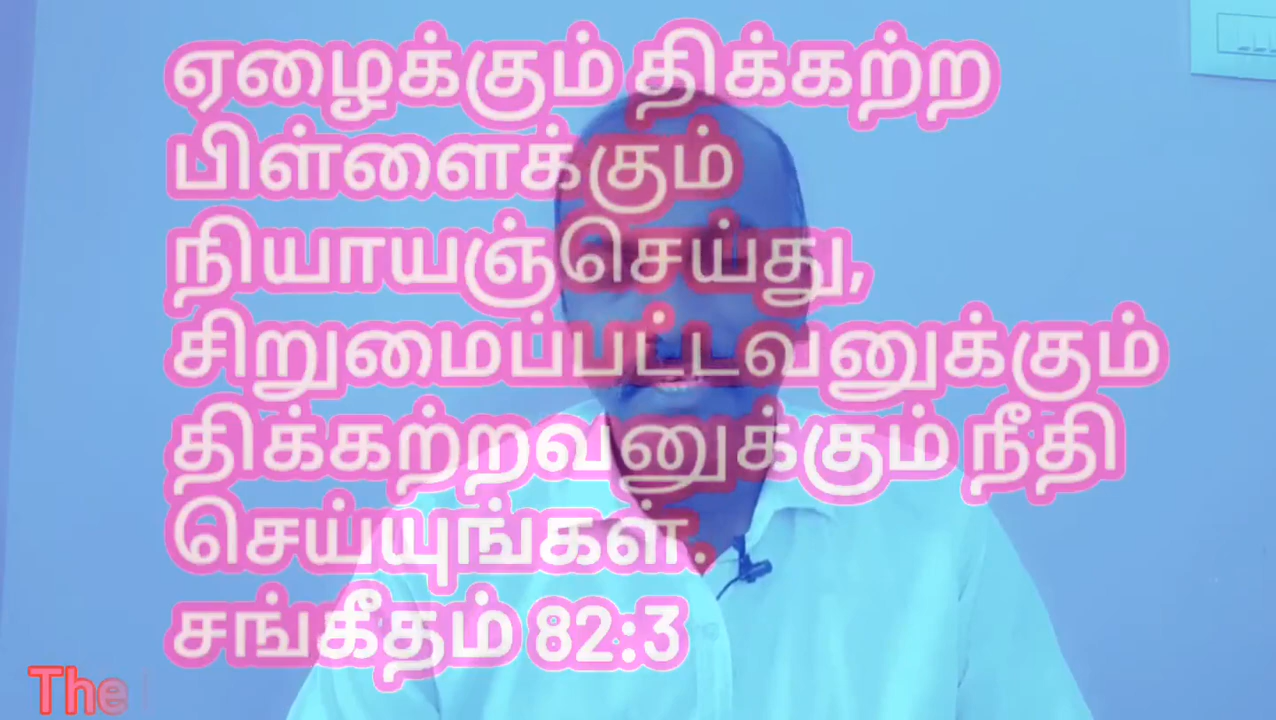 ஏழைக்கும் திக்கற்ற
பிள்ளைக்கும்
நியாயஞ்செய்து,
சிறுமைப்பட்டவனுக்கும்
திக்கற்றவனுக்கும் நீதி
செய்யுங்கள்.
சங்கீதம் 82:3
The